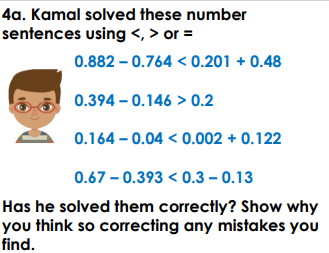 4a. Kamal solved these number
sentences using <, > or =
0.882 – 0.764 < 0.201 + 0.48
0.394 – 0.146 > 0.2
0.164 – 0.04 < 0.002 + 0.122
0.67 – 0.393 < 0.3 – 0.13
Has he solved them correctly? Show why
you think so correcting any mistakes you
find.